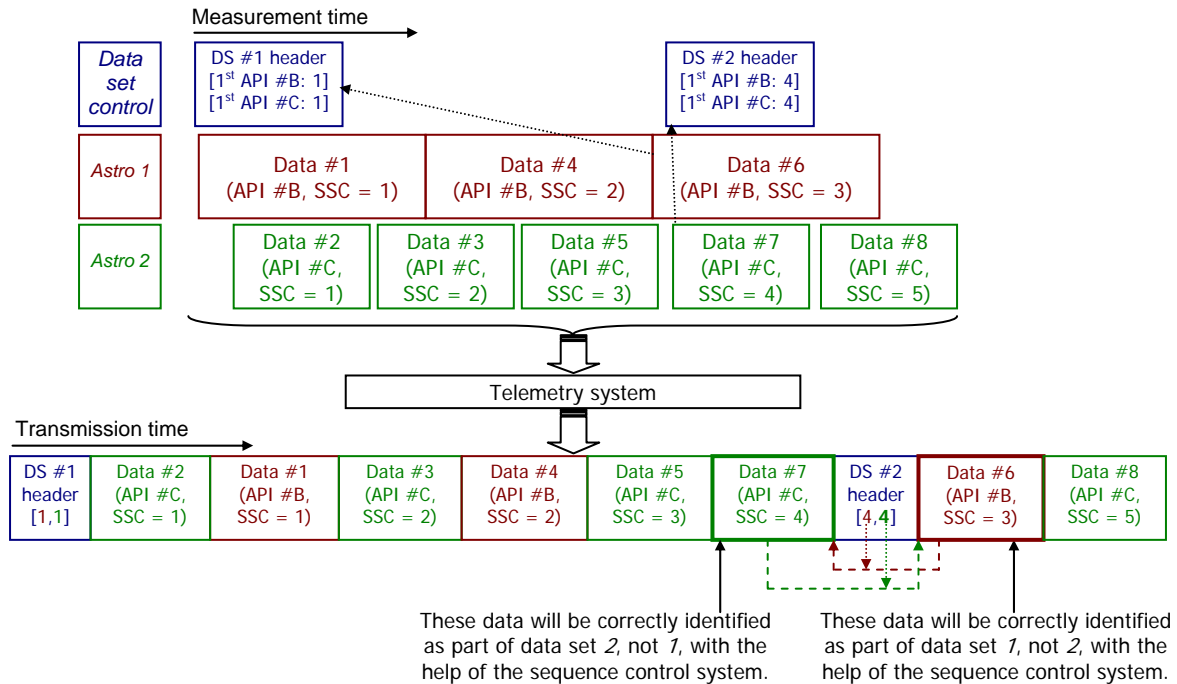 Measurement time
Data
set
control
DS #1 header
[1st API #B: 1]
[1st API #C: 1]
DS #2 header
[1st API #B: 4]
[1st API #C: 4]
Astro 1
Data #1
(API #B, SSC = 1)
Data #4
(API #B, SSC = 2)
Data #6
(API #B, SSC = 3)
Astro 2
Data #2
(API #C,
SSC = 1)
Data #3
(API #C,
SSC = 2)
Data #5
(API #C,
SSC = 3)
Data #7
(API #C,
SSC = 4)
Data #8
(API #C,
SSC = 5)
Telemetry system
Transmission time
DS #1
header
[1,1]
Data #2
(API #C,
SSC = 1)
Data #1
(API #B,
SSC = 1)
Data #3
(API #C,
SSC = 2)
Data #4
(API #B,
SSC = 2)
Data #5
(API #C,
SSC = 3)
Data #7
(API #C,
SSC = 4)
DS #2
header
[4,4]
Data #6
(API #B,
SSC = 3)
Data #8
(API #C,
SSC = 5)
These data will be correctly identified
as part of data set 2, not 1, with the
help of the sequence control system.
These data will be correctly identified
as part of data set 1, not 2, with the
help of the sequence control system.